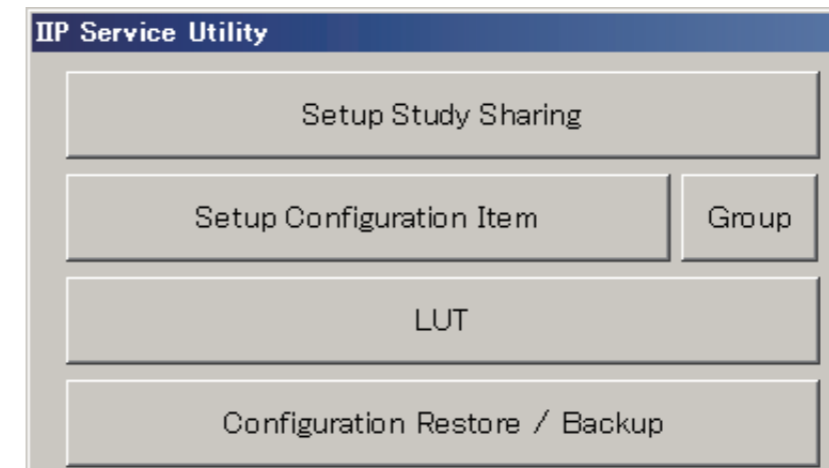 IIP Service Utility
Setup Study Sharing
Setup Configuration Item
Group
LUT
Configuration Restore / Backup